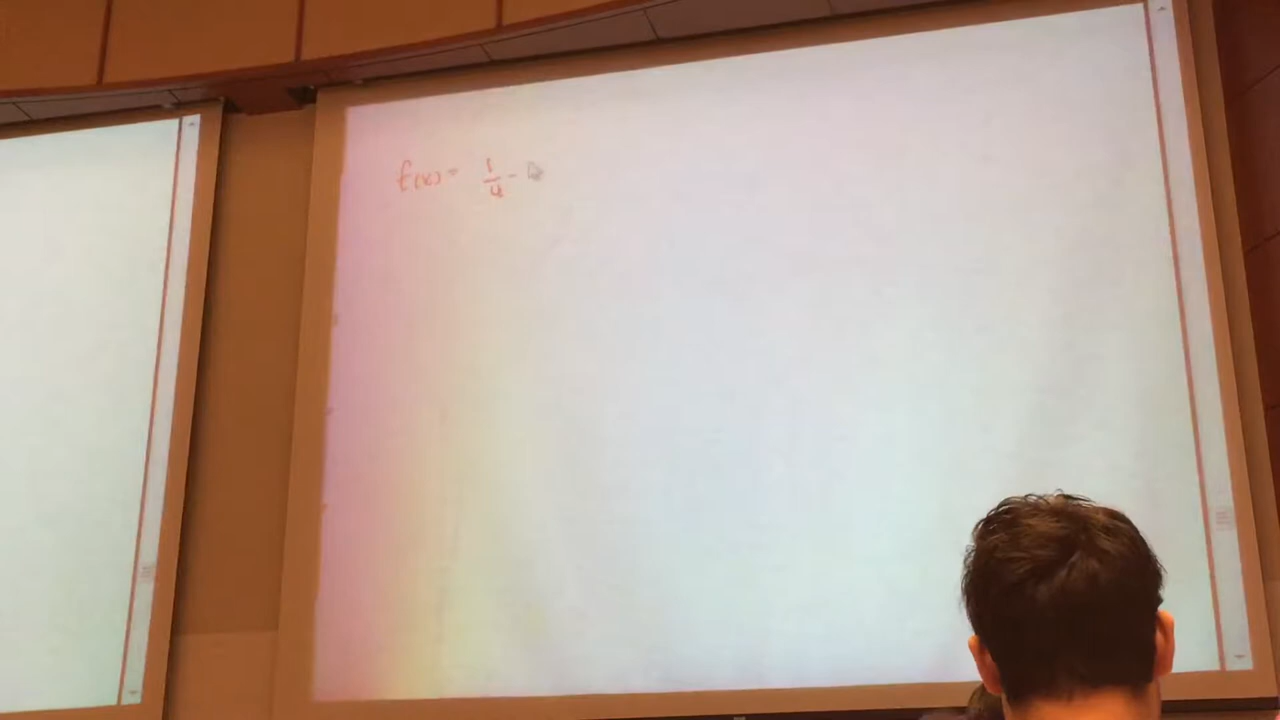 f(x) = 1/4 -